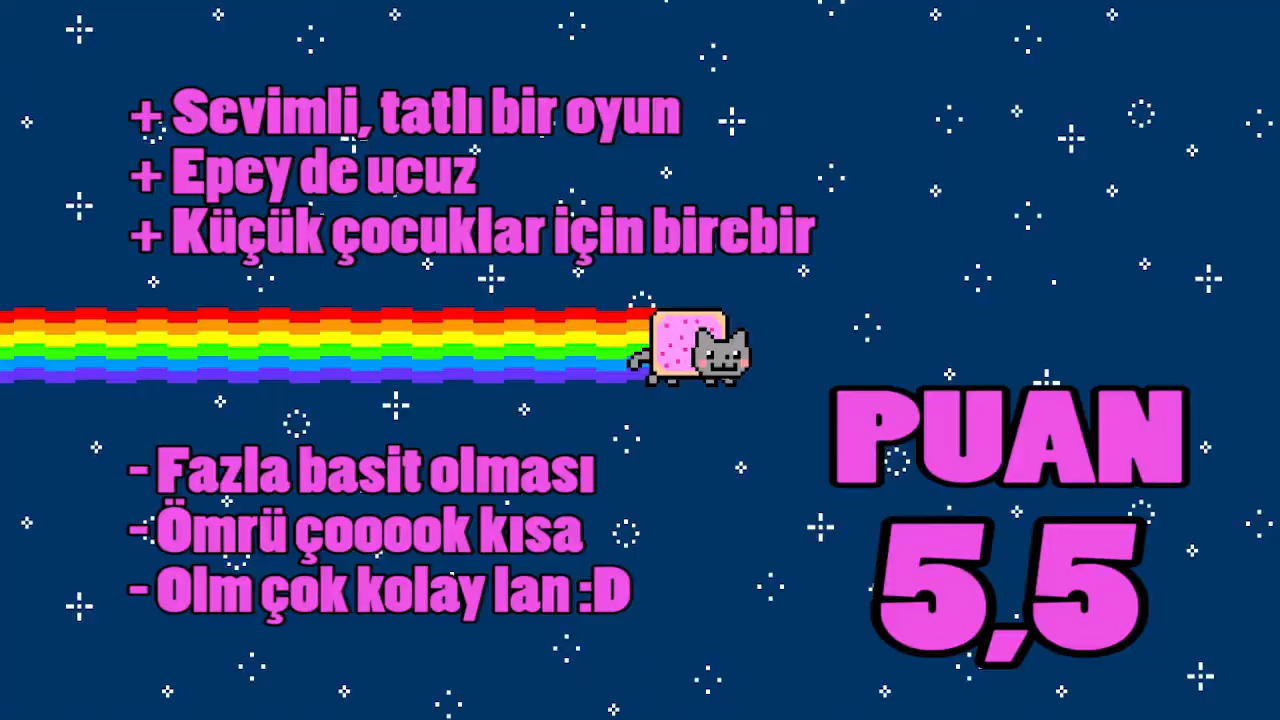 + Sevimli, tatlı bir oyun
+ Epey de ucuz
+ Küçük çocuklar için birebir
- Fazla basit olması
- Ömrü çooook kısa
- Olm çok kolay lan :D
PUAN
5,5